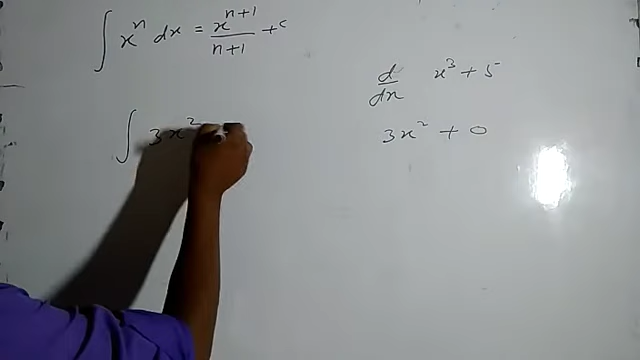 ∫ xⁿ dx = xⁿ⁺¹/n+1 + c
d/dx x³ + 5
∫ 3x²
3x² + 0